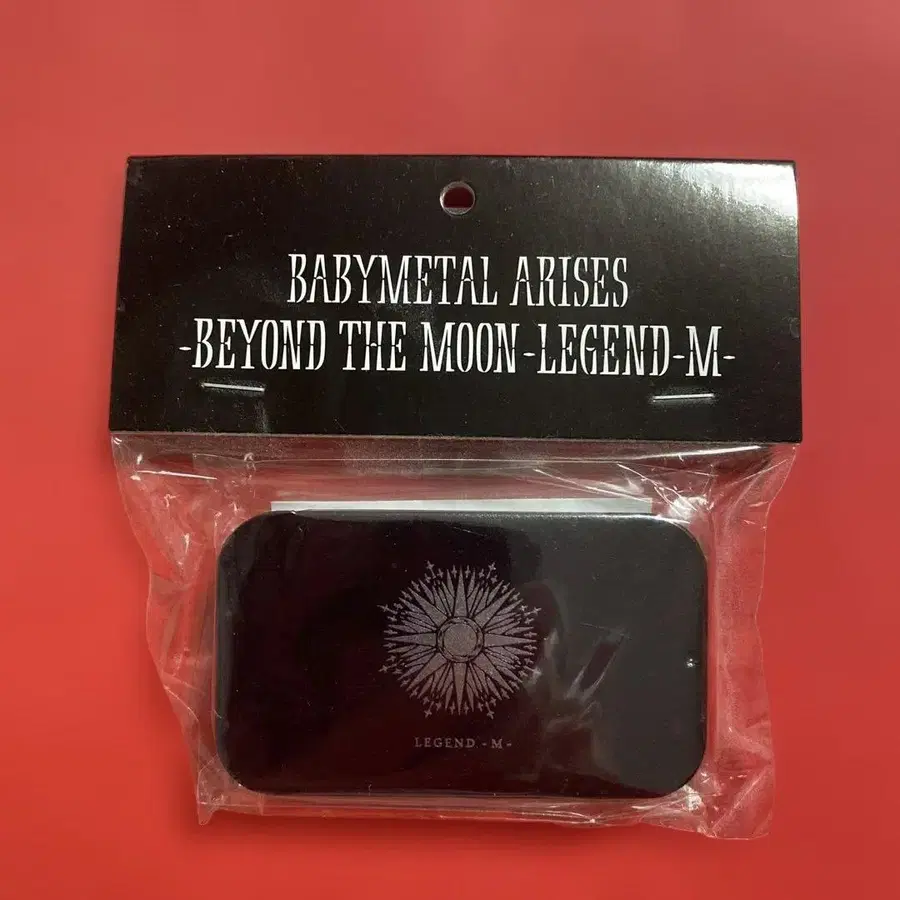 BABYMETAL ARISES
-BEYOND THE MOON-LEGEND-M-
LEGEND -M-